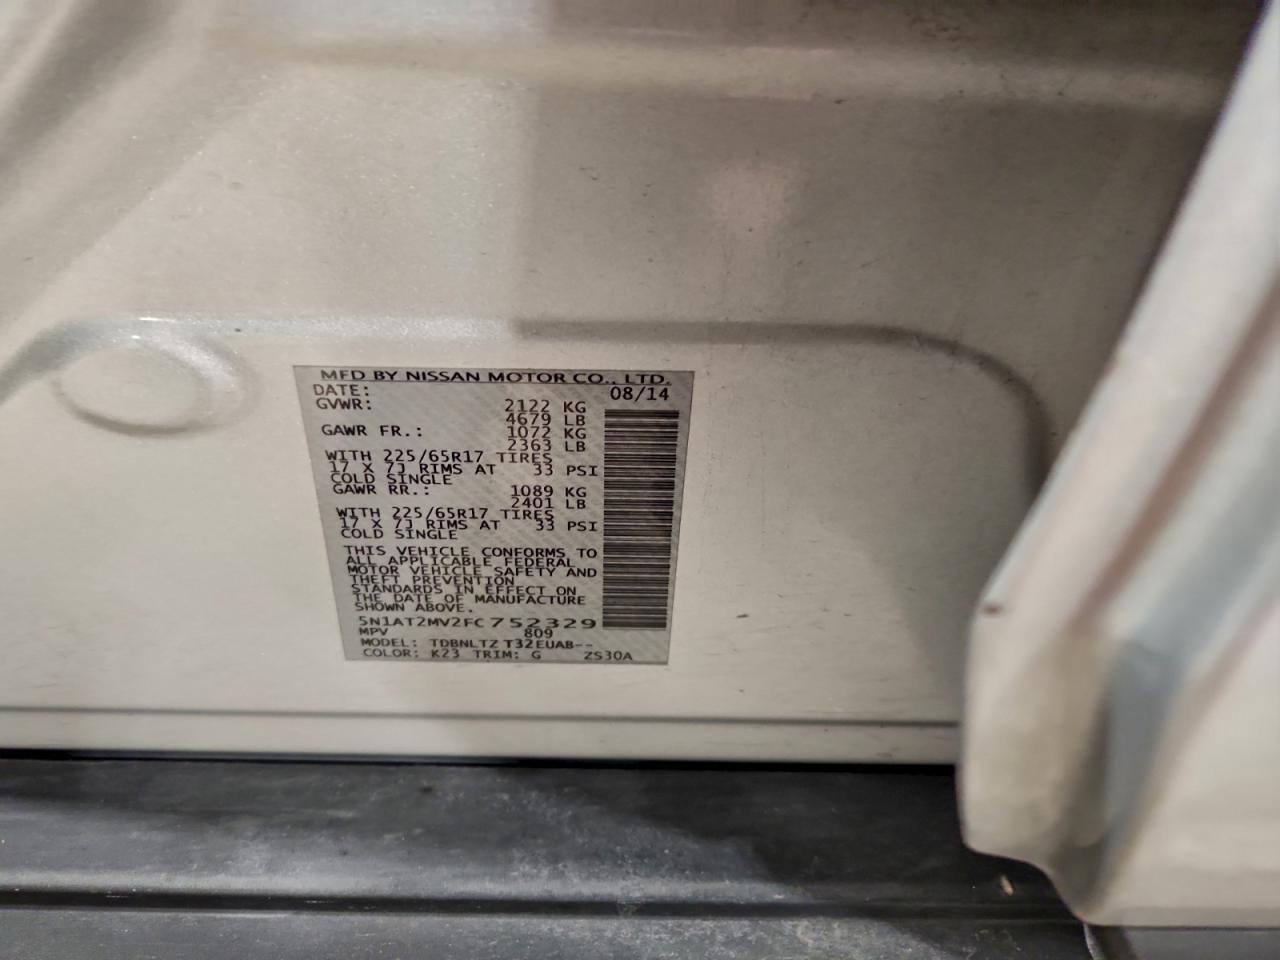 MFD BY NISSAN MOTOR CO., LTD.
DATE: 08/14
GVWR: 2122 KG
4679 LB
GAWR FR.: 1072 KG
2363 LB
WITH 225/65R17 TIRES
17 X 7J RIMS AT 33 PSI
COLD SINGLE
GAWR RR.: 1089 KG
2401 LB
WITH 225/65R17 TIRES
17 X 7J RIMS AT 33 PSI
COLD SINGLE
THIS VEHICLE CONFORMS TO
ALL APPLICABLE FEDERAL
MOTOR VEHICLE SAFETY AND
THEFT PREVENTION
STANDARDS IN EFFECT ON
THE DATE OF MANUFACTURE
SHOWN ABOVE.
5N1AT2MV2FC752329
MPV 809
MODEL: TDBNLTZ T32EUAB--
COLOR: K23 TRIM: G ZS30A